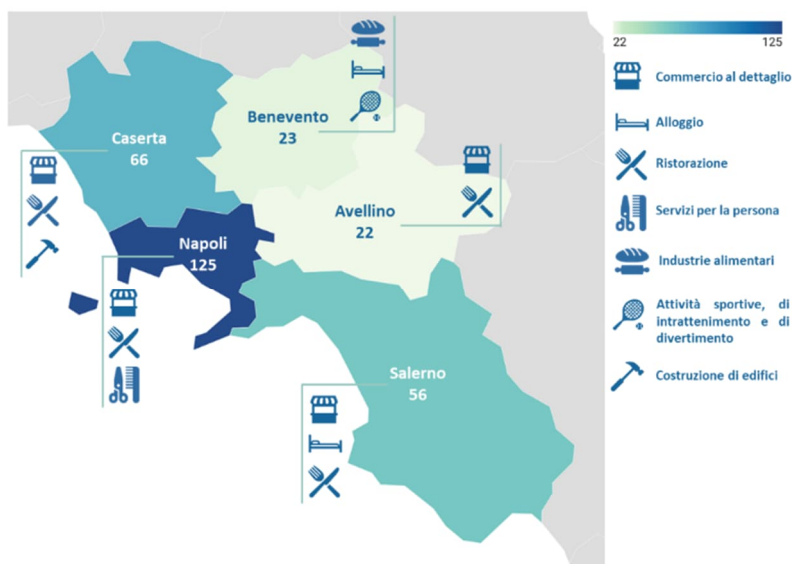 Caserta
66
Benevento
23
Avellino
22
Napoli
125
Salerno
56
22 125
Commercio al dettaglio
Alloggio
Ristorazione
Servizi per la persona
Industrie alimentari
Attività sportive, di
intrattenimento e di
divertimento
Costruzione di edifici